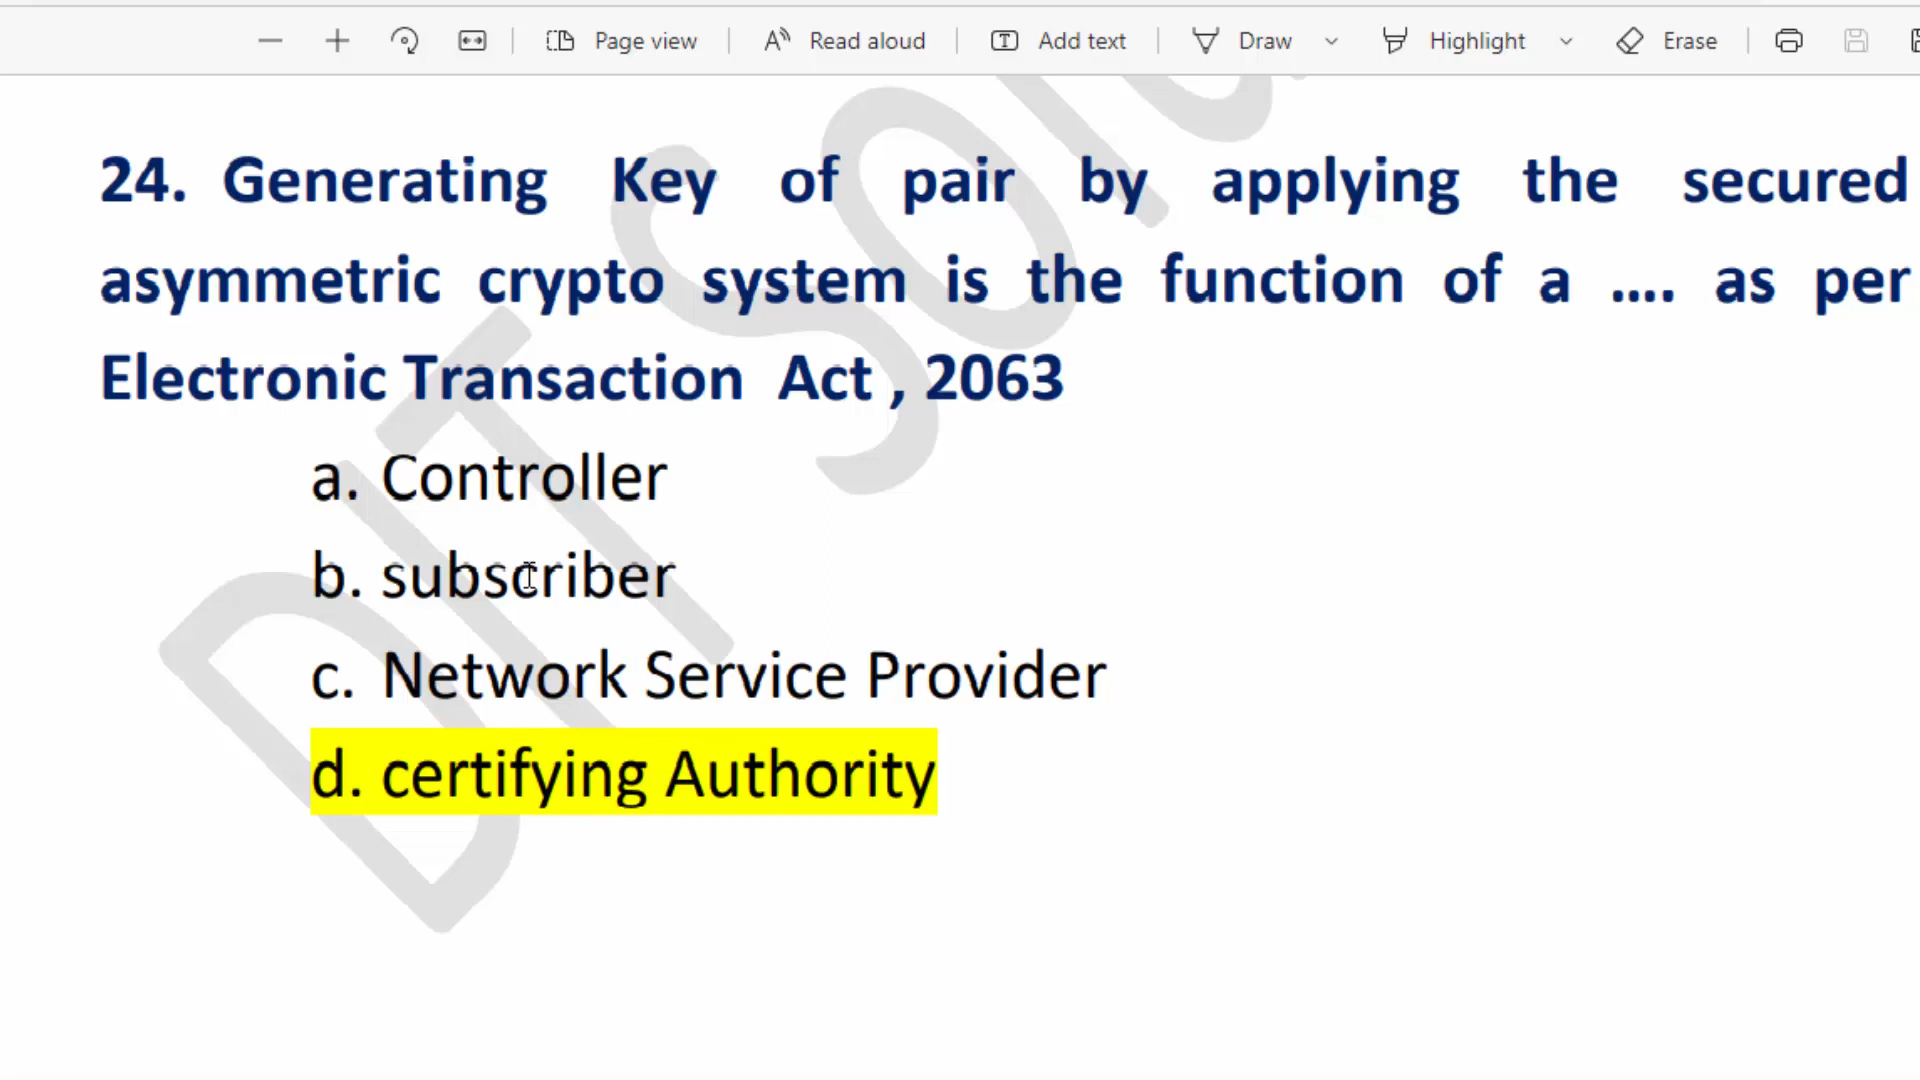 Page view
Read aloud
Add text
Draw
Highlight
Erase
24. Generating Key of pair by applying the secured
asymmetric crypto system is the function of a .... as per
Electronic Transaction Act , 2063
a. Controller
b. subscriber
c. Network Service Provider
d. certifying Authority
DIT Solu